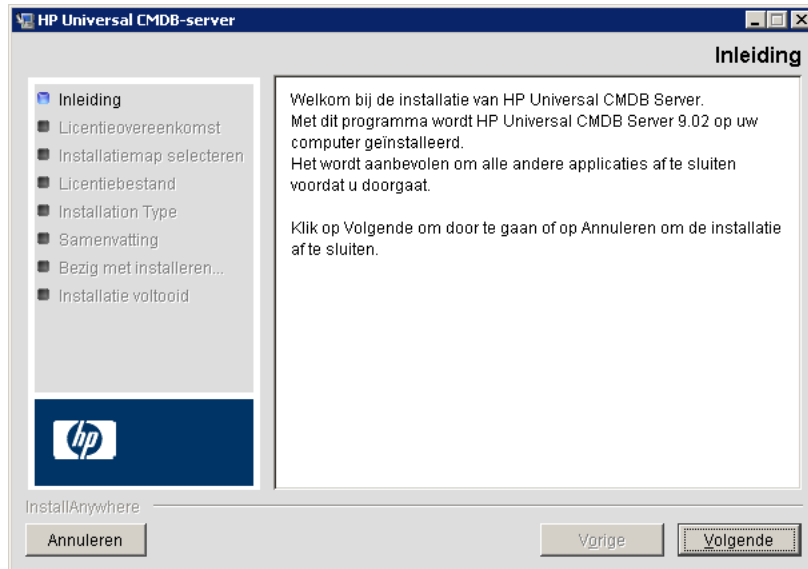 HP Universal CMDB-server
Inleiding
Inleiding
Licentieovereenkomst
Installatiemap selecteren
Licentiebestand
Installation Type
Samenvatting
Bezig met installeren...
Installatie voltooid
Welkom bij de installatie van HP Universal CMDB Server.
Met dit programma wordt HP Universal CMDB Server 9.02 op uw
computer geïnstalleerd.
Het wordt aanbevolen om alle andere applicaties af te sluiten
voordat u doorgaat.
Klik op Volgende om door te gaan of op Annuleren om de installatie
af te sluiten.
hp
InstallAnywhere
Annuleren
Vorige
Volgende